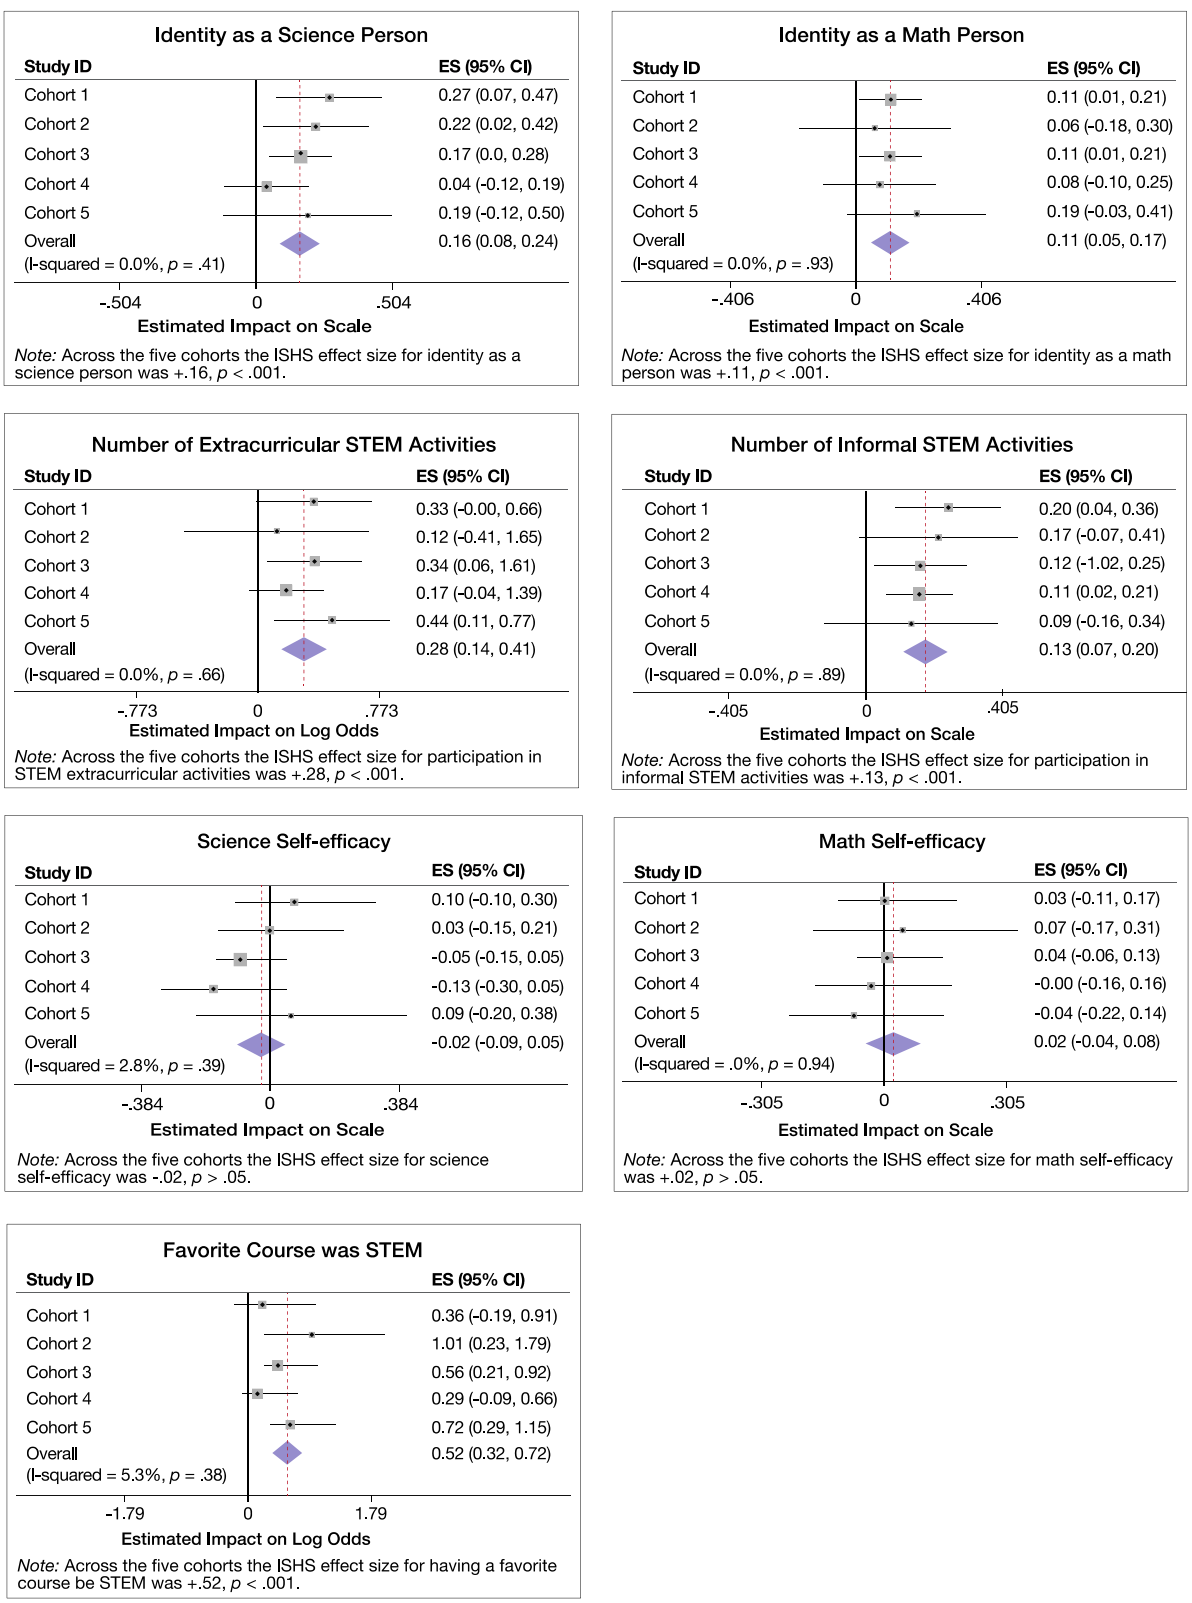 Identity as a Science Person
Study ID ES (95% CI)
Cohort 1 0.27 (0.07, 0.47)
Cohort 2 0.22 (0.02, 0.42)
Cohort 3 0.17 (0.0, 0.28)
Cohort 4 0.04 (-0.12, 0.19)
Cohort 5 0.19 (-0.12, 0.50)
Overall 0.16 (0.08, 0.24)
(I-squared = 0.0%, p = .41)
-.504 0 .504
Estimated Impact on Scale
Note: Across the five cohorts the ISHS effect size for identity as a
science person was +.16, p < .001.
Identity as a Math Person
Study ID ES (95% CI)
Cohort 1 0.11 (0.01, 0.21)
Cohort 2 0.06 (-0.18, 0.30)
Cohort 3 0.11 (0.01, 0.21)
Cohort 4 0.08 (-0.10, 0.25)
Cohort 5 0.19 (-0.03, 0.41)
Overall 0.11 (0.05, 0.17)
(I-squared = 0.0%, p = .93)
-.406 0 .406
Estimated Impact on Scale
Note: Across the five cohorts the ISHS effect size for identity as a math
person was +.11, p < .001.
Number of Extracurricular STEM Activities
Study ID ES (95% CI)
Cohort 1 0.33 (-0.00, 0.66)
Cohort 2 0.12 (-0.41, 1.65)
Cohort 3 0.34 (0.06, 1.61)
Cohort 4 0.17 (-0.04, 1.39)
Cohort 5 0.44 (0.11, 0.77)
Overall 0.28 (0.14, 0.41)
(I-squared = 0.0%, p = .66)
-.773 0 .773
Estimated Impact on Log Odds
Note: Across the five cohorts the ISHS effect size for participation in
STEM extracurricular activities was +.28, p < .001.
Number of Informal STEM Activities
Study ID ES (95% CI)
Cohort 1 0.20 (0.04, 0.36)
Cohort 2 0.17 (-0.07, 0.41)
Cohort 3 0.12 (-1.02, 0.25)
Cohort 4 0.11 (0.02, 0.21)
Cohort 5 0.09 (-0.16, 0.34)
Overall 0.13 (0.07, 0.20)
(I-squared = 0.0%, p = .89)
-.405 0 .405
Estimated Impact on Scale
Note: Across the five cohorts the ISHS effect size for participation in
informal STEM activities was +.13, p < .001.
Science Self-efficacy
Study ID ES (95% CI)
Cohort 1 0.10 (-0.10, 0.30)
Cohort 2 0.03 (-0.15, 0.21)
Cohort 3 -0.05 (-0.15, 0.05)
Cohort 4 -0.13 (-0.30, 0.05)
Cohort 5 0.09 (-0.20, 0.38)
Overall -0.02 (-0.09, 0.05)
(I-squared = 2.8%, p = .39)
-.384 0 .384
Estimated Impact on Scale
Note: Across the five cohorts the ISHS effect size for science
self-efficacy was -.02, p > .05.
Math Self-efficacy
Study ID ES (95% CI)
Cohort 1 0.03 (-0.11, 0.17)
Cohort 2 0.07 (-0.17, 0.31)
Cohort 3 0.04 (-0.06, 0.13)
Cohort 4 -0.00 (-0.16, 0.16)
Cohort 5 -0.04 (-0.22, 0.14)
Overall 0.02 (-0.04, 0.08)
(I-squared = .0%, p = 0.94)
-.305 0 .305
Estimated Impact on Scale
Note: Across the five cohorts the ISHS effect size for math self-efficacy
was +.02, p > .05.
Favorite Course was STEM
Study ID ES (95% CI)
Cohort 1 0.36 (-0.19, 0.91)
Cohort 2 1.01 (0.23, 1.79)
Cohort 3 0.56 (0.21, 0.92)
Cohort 4 0.29 (-0.09, 0.66)
Cohort 5 0.72 (0.29, 1.15)
Overall 0.52 (0.32, 0.72)
(I-squared = 5.3%, p = .38)
-1.79 0 1.79
Estimated Impact on Log Odds
Note: Across the five cohorts the ISHS effect size for having a favorite
course be STEM was +.52, p < .001.